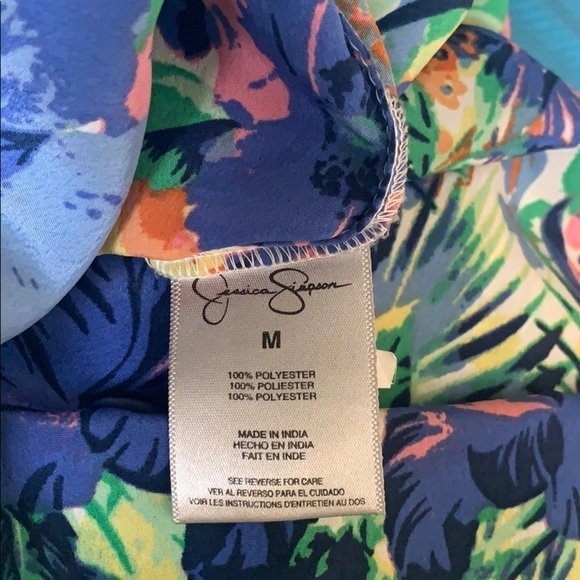 Jessica Simpson
M
100% POLYESTER
100% POLIESTER
100% POLYESTER
MADE IN INDIA
HECHO EN INDIA
FAIT EN INDE
SEE REVERSE FOR CARE
VER AL REVERSO PARA EL CUIDADO
VOIR LES INSTRUCTIONS D'ENTRETIEN AU DOS